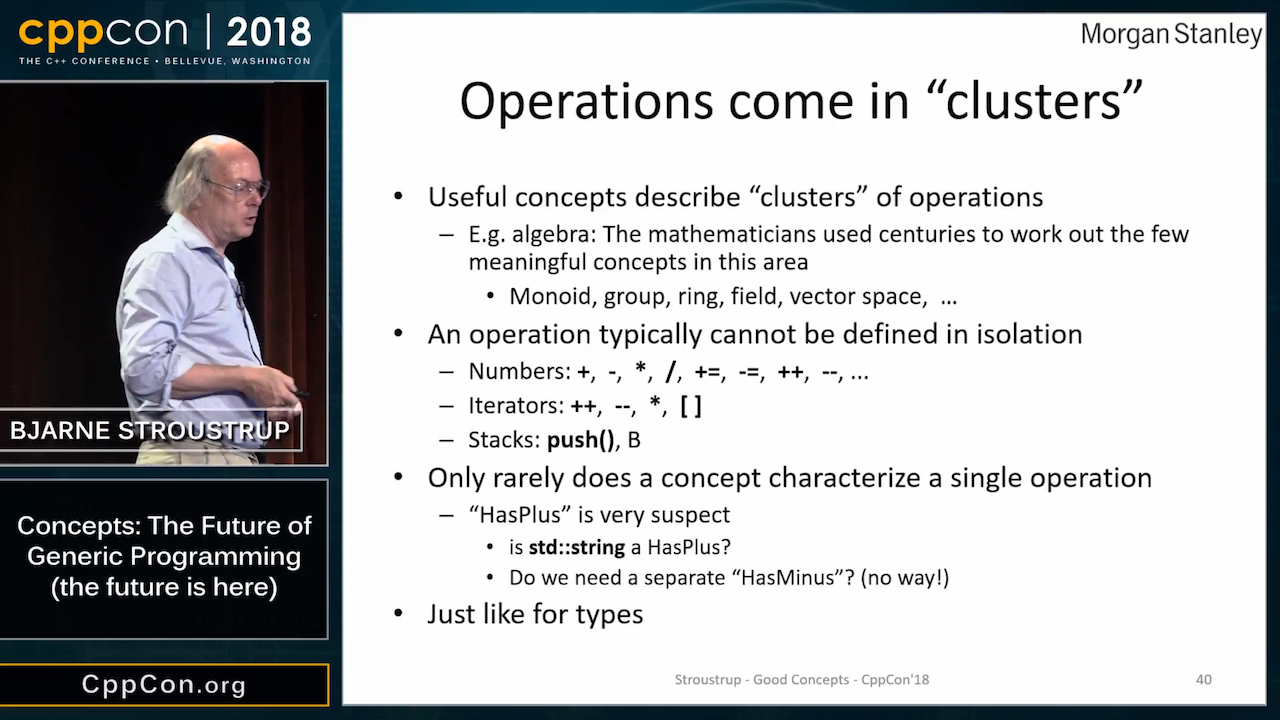 cppcon | 2018
THE C++ CONFERENCE • BELLEVUE, WASHINGTON
BJARNE STROUSTRUP
Concepts: The Future of
Generic Programming
(the future is here)
CppCon.org
Morgan Stanley
Operations come in “clusters”
• Useful concepts describe “clusters” of operations
– E.g. algebra: The mathematicians used centuries to work out the few
meaningful concepts in this area
• Monoid, group, ring, field, vector space, …
• An operation typically cannot be defined in isolation
– Numbers: +, -, *, /, +=, -=, ++, --, ...
– Iterators: ++, --, *, [ ]
– Stacks: push(), B
• Only rarely does a concept characterize a single operation
– “HasPlus” is very suspect
• is std::string a HasPlus?
• Do we need a separate “HasMinus”? (no way!)
• Just like for types
Stroustrup - Good Concepts - CppCon'18
40